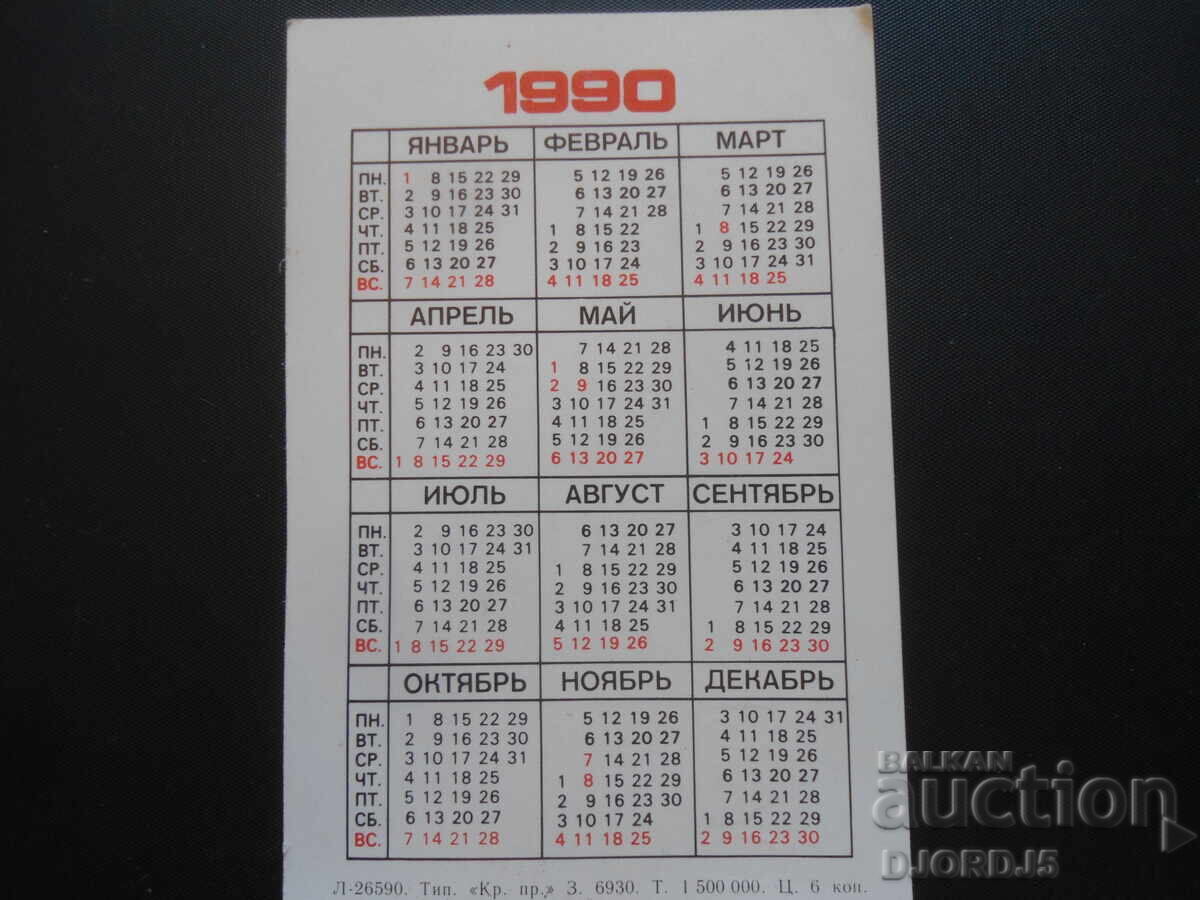 1990
ЯНВАРЬ ФЕВРАЛЬ МАРТ
ПН. 1 8 15 22 29 5 12 19 26 5 12 19 26
ВТ. 2 9 16 23 30 6 13 20 27 6 13 20 27
СР. 3 10 17 24 31 7 14 21 28 7 14 21 28
ЧТ. 4 11 18 25 1 8 15 22 1 8 15 22 29
ПТ. 5 12 19 26 2 9 16 23 2 9 16 23 30
СБ. 6 13 20 27 3 10 17 24 3 10 17 24 31
ВС. 7 14 21 28 4 11 18 25 4 11 18 25
АПРЕЛЬ МАЙ ИЮНЬ
ПН. 2 9 16 23 30 7 14 21 28 4 11 18 25
ВТ. 3 10 17 24 1 8 15 22 29 5 12 19 26
СР. 4 11 18 25 2 9 16 23 30 6 13 20 27
ЧТ. 5 12 19 26 3 10 17 24 31 7 14 21 28
ПТ. 6 13 20 27 4 11 18 25 1 8 15 22 29
СБ. 7 14 21 28 5 12 19 26 2 9 16 23 30
ВС. 1 8 15 22 29 6 13 20 27 3 10 17 24
ИЮЛЬ АВГУСТ СЕНТЯБРЬ
ПН. 2 9 16 23 30 6 13 20 27 3 10 17 24
ВТ. 3 10 17 24 31 7 14 21 28 4 11 18 25
СР. 4 11 18 25 1 8 15 22 29 5 12 19 26
ЧТ. 5 12 19 26 2 9 16 23 30 6 13 20 27
ПТ. 6 13 20 27 3 10 17 24 31 7 14 21 28
СБ. 7 14 21 28 4 11 18 25 1 8 15 22 29
ВС. 1 8 15 22 29 5 12 19 26 2 9 16 23 30
ОКТЯБРЬ НОЯБРЬ ДЕКАБРЬ
ПН. 1 8 15 22 29 5 12 19 26 3 10 17 24 31
ВТ. 2 9 16 23 30 6 13 20 27 4 11 18 25
СР. 3 10 17 24 31 7 14 21 28 5 12 19 26
ЧТ. 4 11 18 25 1 8 15 22 29 6 13 20 27
ПТ. 5 12 19 26 2 9 16 23 30 7 14 21 28
СБ. 6 13 20 27 3 10 17 24 1 8 15 22 29
ВС. 7 14 21 28 4 11 18 25 2 9 16 23 30
Л-26590. Тип. «Кр. пр.» З. 6930. Т. 1 500 000. Ц. 6 коп.
BALKAN
auction
DJORDJ5